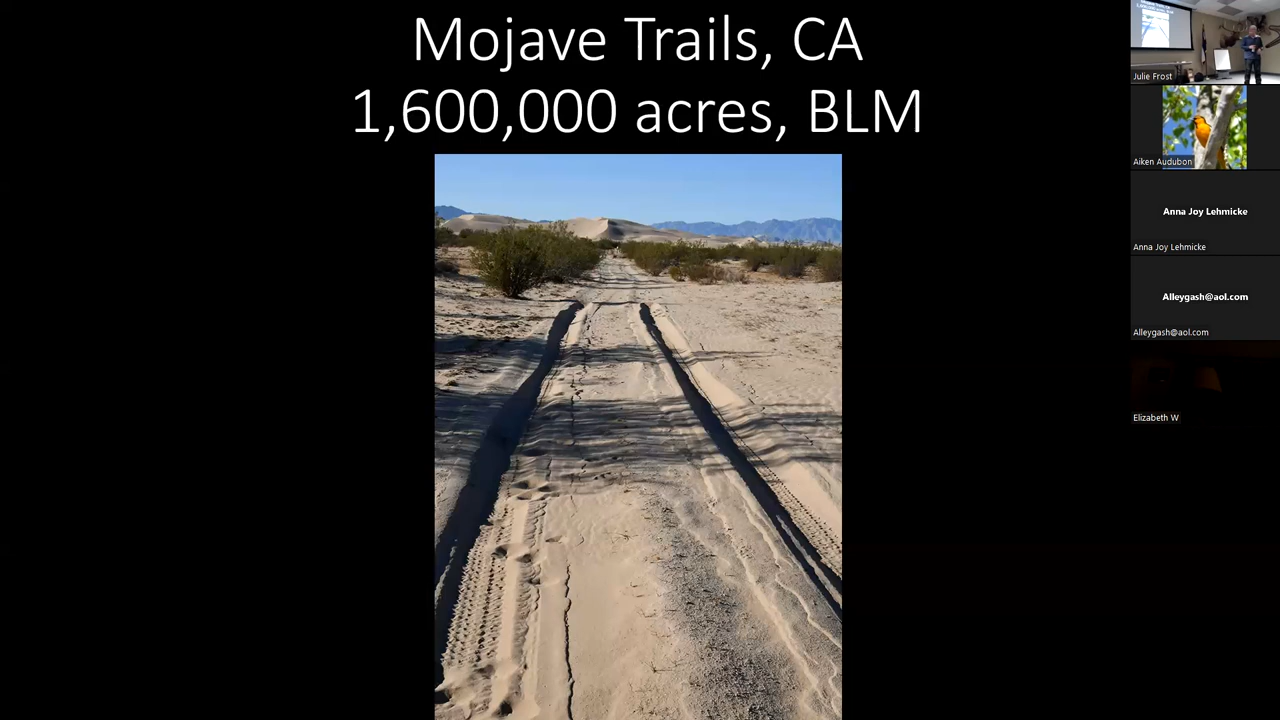 Mojave Trails, CA
1,600,000 acres, BLM
Julie Frost
Aiken Audubon
Anna Joy Lehmicke
Anna Joy Lehmicke
Alleygash@aol.com
Alleygash@aol.com
Elizabeth W